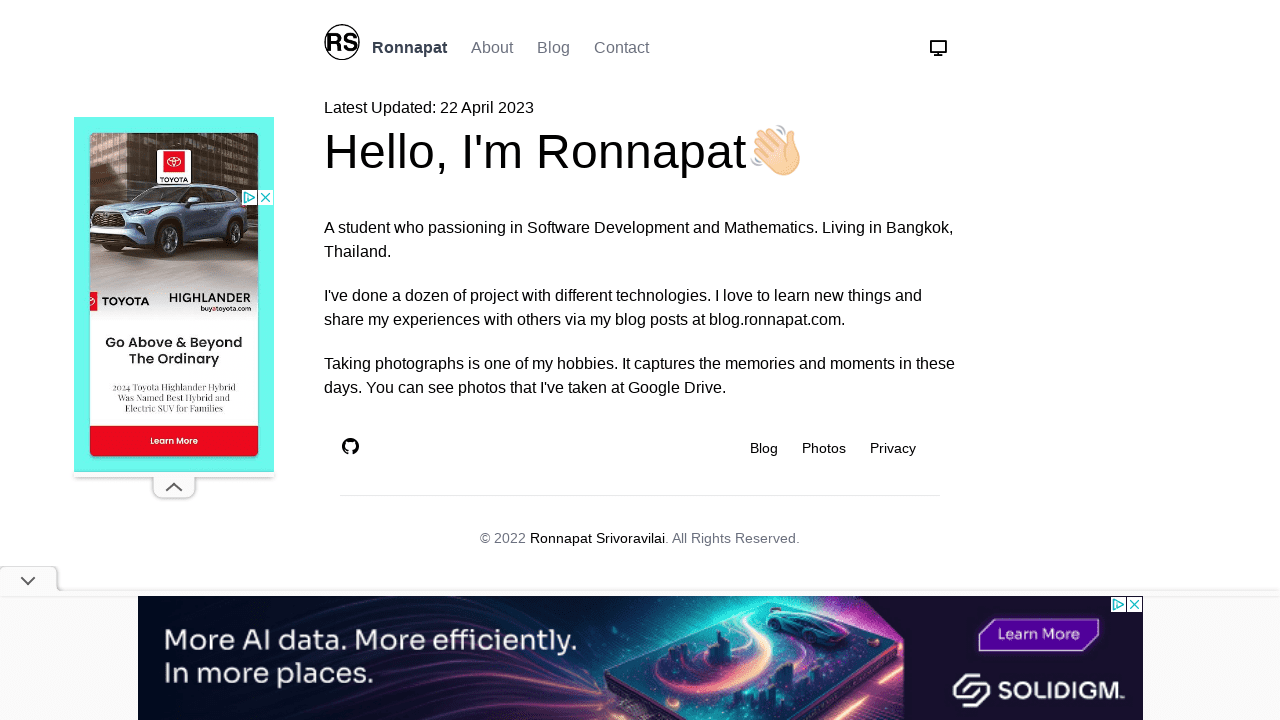 RS Ronnapat About Blog Contact
Latest Updated: 22 April 2023
Hello, I'm Ronnapat
A student who passioning in Software Development and Mathematics. Living in Bangkok,
Thailand.
I've done a dozen of project with different technologies. I love to learn new things and
share my experiences with others via my blog posts at blog.ronnapat.com.
Taking photographs is one of my hobbies. It captures the memories and moments in these
days. You can see photos that I've taken at Google Drive.
Blog Photos Privacy
© 2022 Ronnapat Srivoravilai. All Rights Reserved.
TOYOTA
TOYOTA HIGHLANDER
buyatoyota.com
Go Above & Beyond
The Ordinary
2024 Toyota Highlander Hybrid
Was Named Best Hybrid and
Electric SUV for Families
Learn More
More AI data. More efficiently.
In more places.
Learn More
SOLIDIGM™